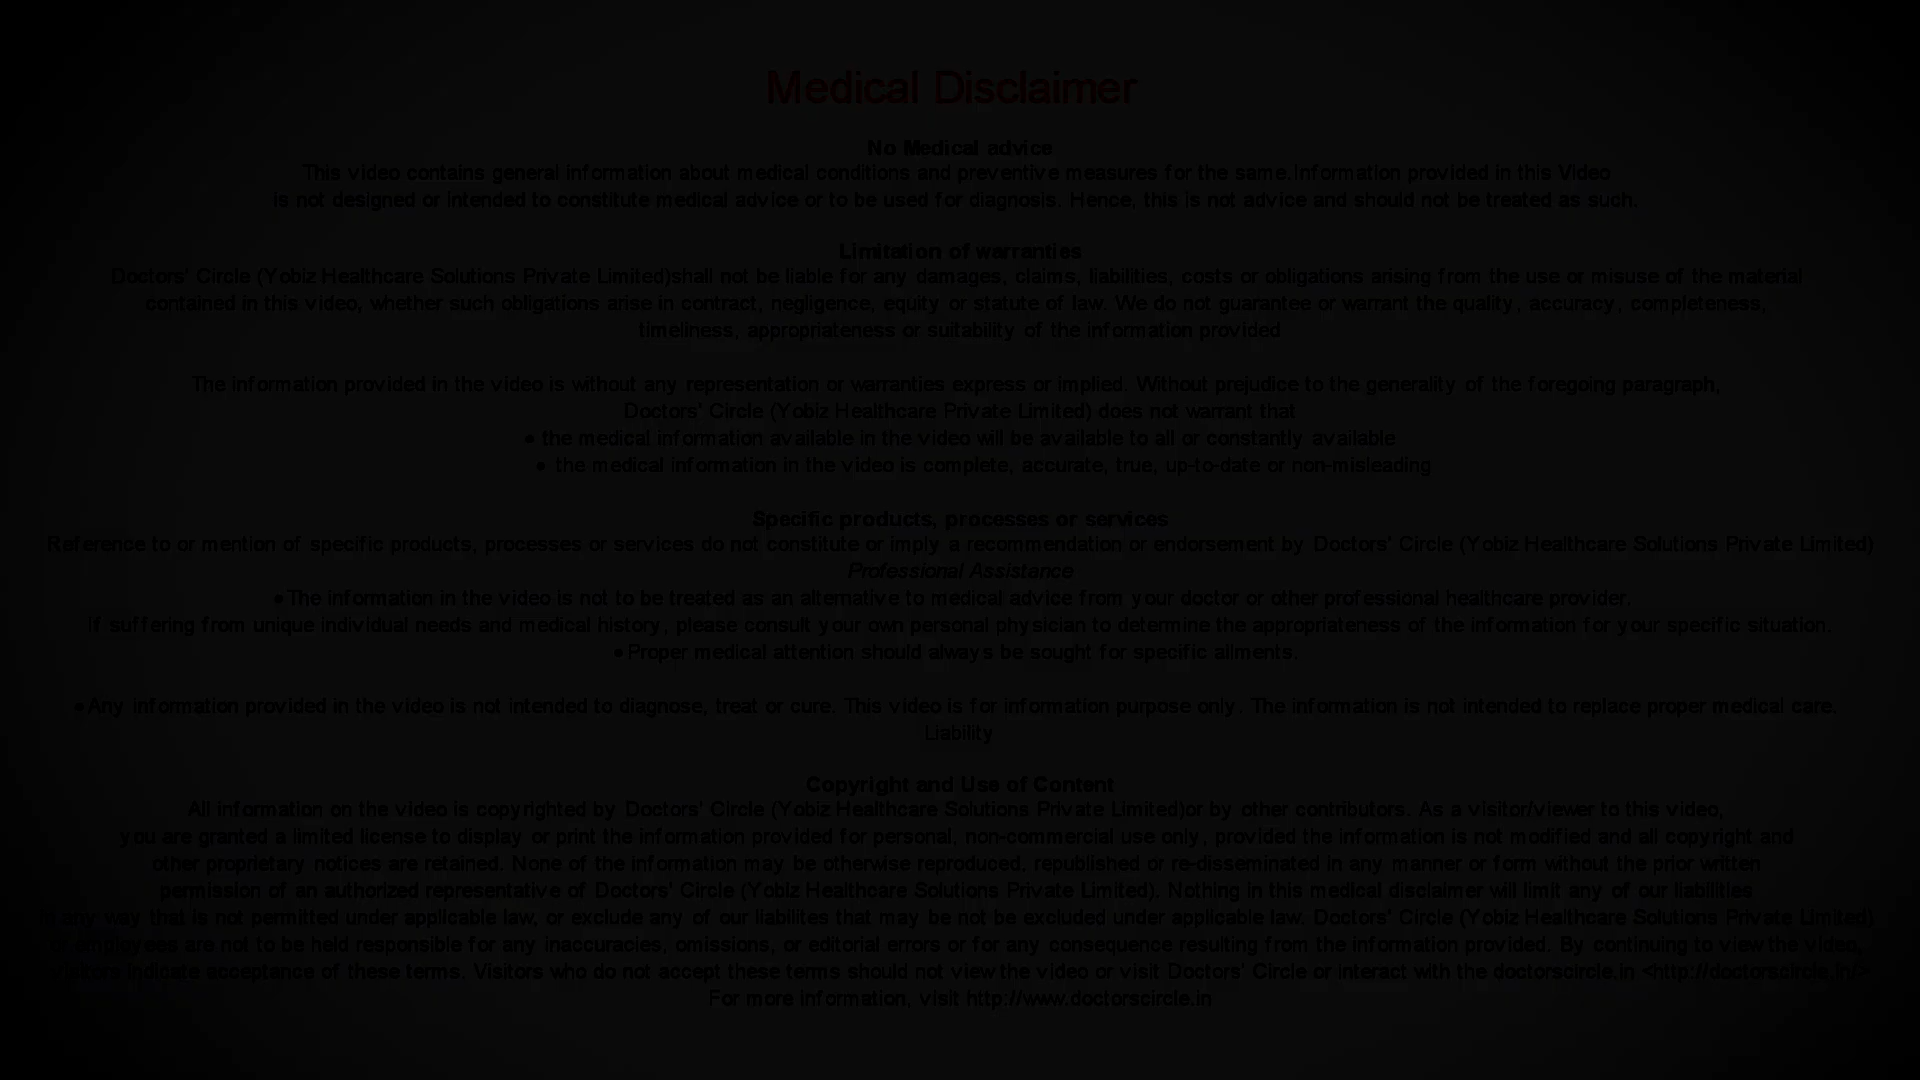 Medical Disclaimer
No Medical advice
This video contains general information about medical conditions and preventive measures for the same.Information provided in this Video
is not designed or intended to constitute medical advice or to be used for diagnosis. Hence, this is not advice and should not be treated as such.
Limitation of warranties
Doctors' Circle (Yobiz Healthcare Solutions Private Limited)shall not be liable for any damages, claims, liabilities, costs or obligations arising from the use or misuse of the material
contained in this video, whether such obligations arise in contract, negligence, equity or statute of law. We do not guarantee or warrant the quality, accuracy, completeness,
timeliness, appropriateness or suitability of the information provided
The information provided in the video is without any representation or warranties express or implied. Without prejudice to the generality of the foregoing paragraph,
Doctors' Circle (Yobiz Healthcare Private Limited) does not warrant that
• the medical information available in the video will be available to all or constantly available
• the medical information in the video is complete, accurate, true, up-to-date or non-misleading
Specific products, processes or services
Reference to or mention of specific products, processes or services do not constitute or imply a recommendation or endorsement by Doctors' Circle (Yobiz Healthcare Solutions Private Limited)
Professional Assistance
•The information in the video is not to be treated as an alternative to medical advice from your doctor or other professional healthcare provider.
If suffering from unique individual needs and medical history, please consult your own personal physician to determine the appropriateness of the information for your specific situation.
•Proper medical attention should always be sought for specific ailments.
•Any information provided in the video is not intended to diagnose, treat or cure. This video is for information purpose only. The information is not intended to replace proper medical care.
Liability
Copyright and Use of Content
All information on the video is copyrighted by Doctors' Circle (Yobiz Healthcare Solutions Private Limited)or by other contributors. As a visitor/viewer to this video,
you are granted a limited license to display or print the information provided for personal, non-commercial use only, provided the information is not modified and all copyright and
other proprietary notices are retained. None of the information may be otherwise reproduced, republished or re-disseminated in any manner or form without the prior written
permission of an authorized representative of Doctors' Circle (Yobiz Healthcare Solutions Private Limited). Nothing in this medical disclaimer will limit any of our liabilities
any way that is not permitted under applicable law, or exclude any of our liabilites that may be not be excluded under applicable law. Doctors' Circle (Yobiz Healthcare Solutions Private Limited)
or employees are not to be held responsible for any inaccuracies, omissions, or editorial errors or for any consequence resulting from the information provided. By continuing to view the video,
indicate acceptance of these terms. Visitors who do not accept these terms should not view the video or visit Doctors' Circle or interact with the doctorscircle.in <http://doctorscircle.in/>
For more information, visit http://www.doctorscircle.in